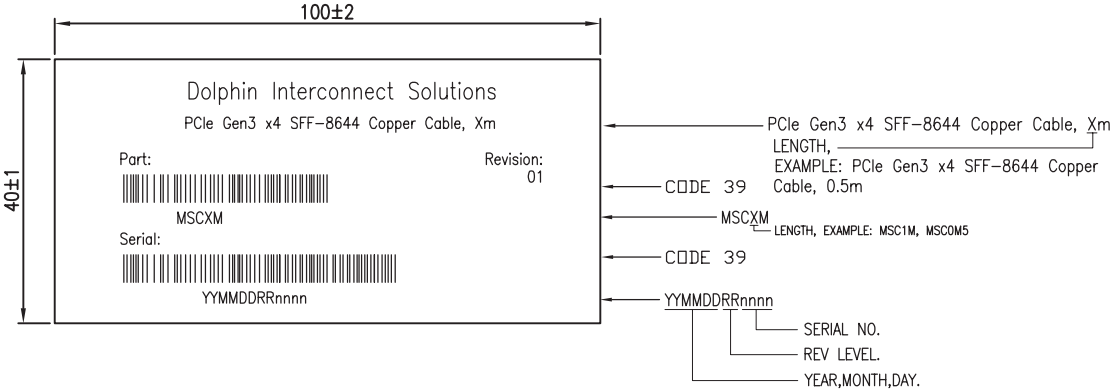 100±2
40±1
Dolphin Interconnect Solutions
PCIe Gen3 x4 SFF-8644 Copper Cable, Xm
Part:
Revision:
01
MSCXM
Serial:
YYMMDDRRnnnn
PCIe Gen3 x4 SFF-8644 Copper Cable, Xm
LENGTH,
EXAMPLE: PCIe Gen3 x4 SFF-8644 Copper
Cable, 0.5m
CODE 39
MSCXM
LENGTH, EXAMPLE: MSC1M, MSC0M5
CODE 39
YYMMDDRRnnnn
SERIAL NO.
REV LEVEL.
YEAR,MONTH,DAY.